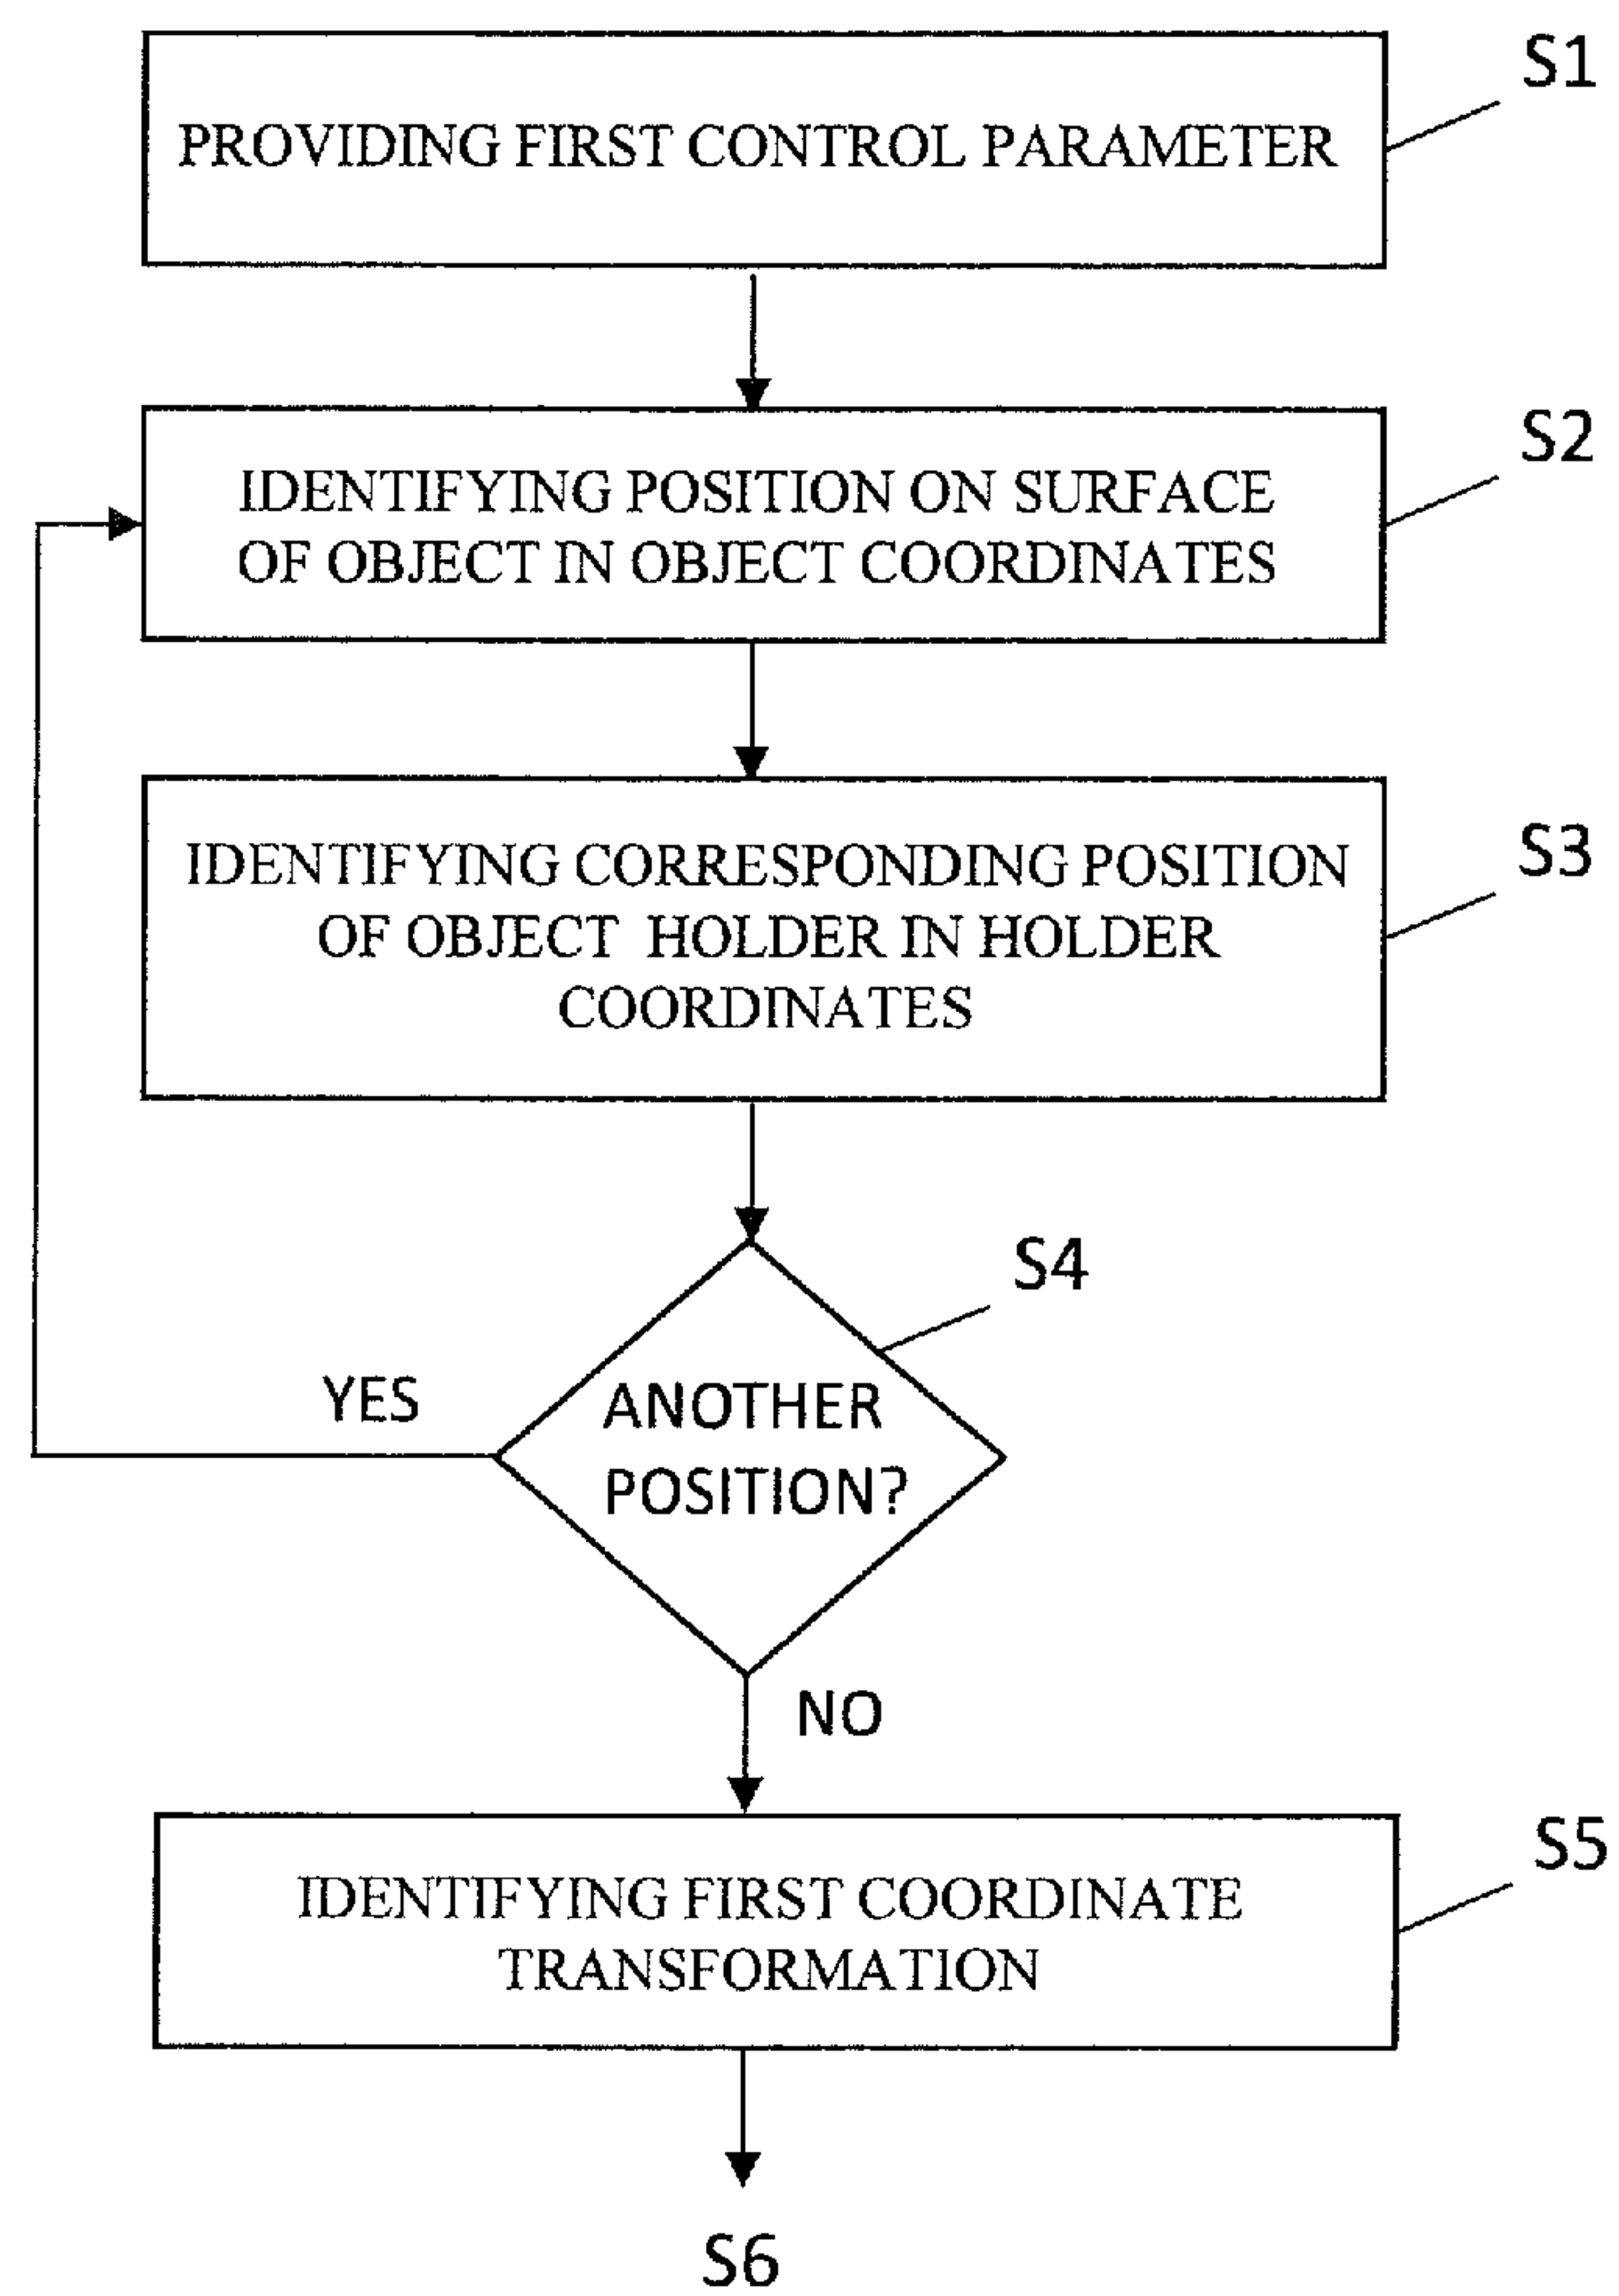 S1
PROVIDING FIRST CONTROL PARAMETER
S2
IDENTIFYING POSITION ON SURFACE
OF OBJECT IN OBJECT COORDINATES
S3
IDENTIFYING CORRESPONDING POSITION
OF OBJECT HOLDER IN HOLDER
COORDINATES
S4
YES
ANOTHER
POSITION?
NO
S5
IDENTIFYING FIRST COORDINATE
TRANSFORMATION
S6